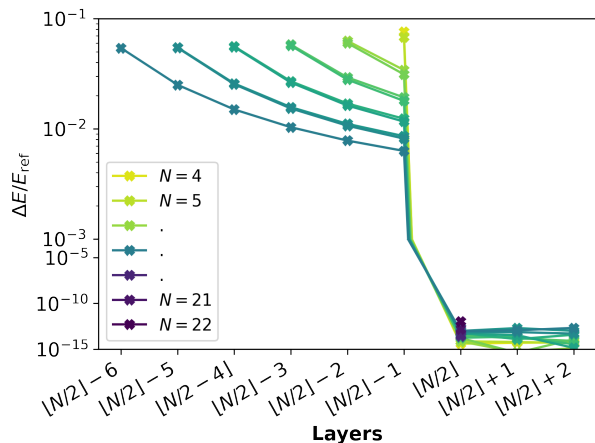 10⁻¹
10⁻²
10⁻³
10⁻⁵
10⁻¹⁰
10⁻¹⁵
ΔE/E_ref
N = 4
N = 5
.
.
.
N = 21
N = 22
⌊N/2⌋ − 6
⌊N/2⌋ − 5
⌊N/2 − 4⌋
⌊N/2⌋ − 3
⌊N/2⌋ − 2
⌊N/2⌋ − 1
⌊N/2⌋
⌊N/2⌋ + 1
⌊N/2⌋ + 2
Layers